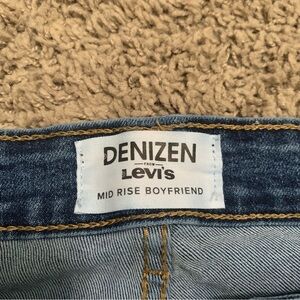 DENIZEN
FROM
Levi's
MID RISE BOYFRIEND